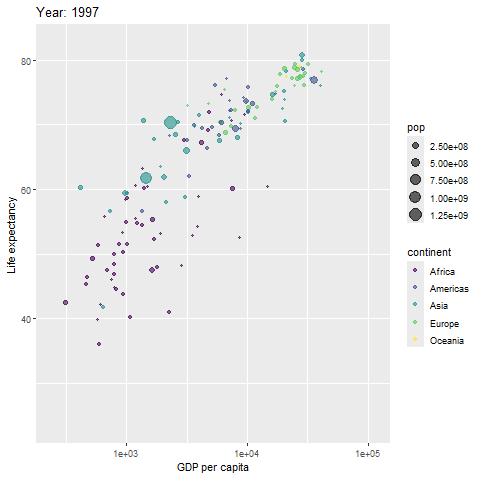 Year: 1997
80
60
40
Life expectancy
1e+03
1e+04
1e+05
GDP per capita
pop
2.50e+08
5.00e+08
7.50e+08
1.00e+09
1.25e+09
continent
Africa
Americas
Asia
Europe
Oceania